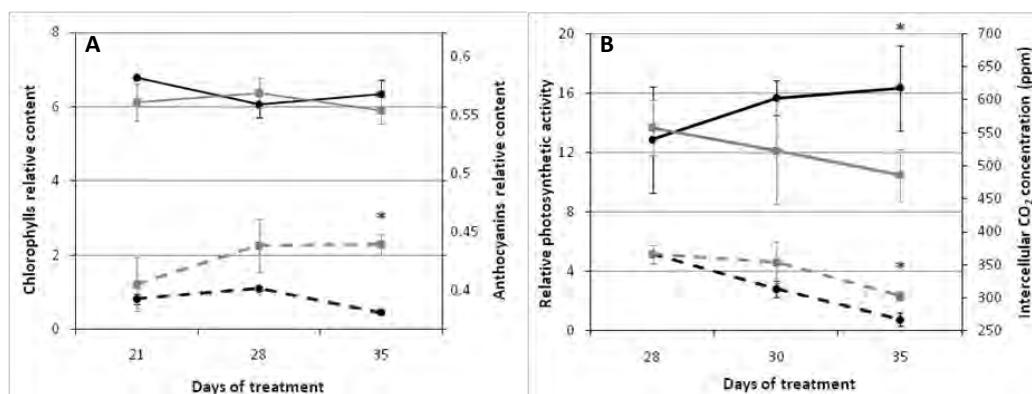 A
8
6
4
2
0
Chlorophylls relative content
0,6
0,55
0,5
0,45
0,4
Anthocyanins relative content
*
21 28 35
Days of treatment
B
20
16
12
8
4
0
Relative photosynthetic activity
700
650
600
550
500
450
400
350
300
250
Intercellular CO2 concentration (ppm)
*
*
28 30 35
Days of treatment